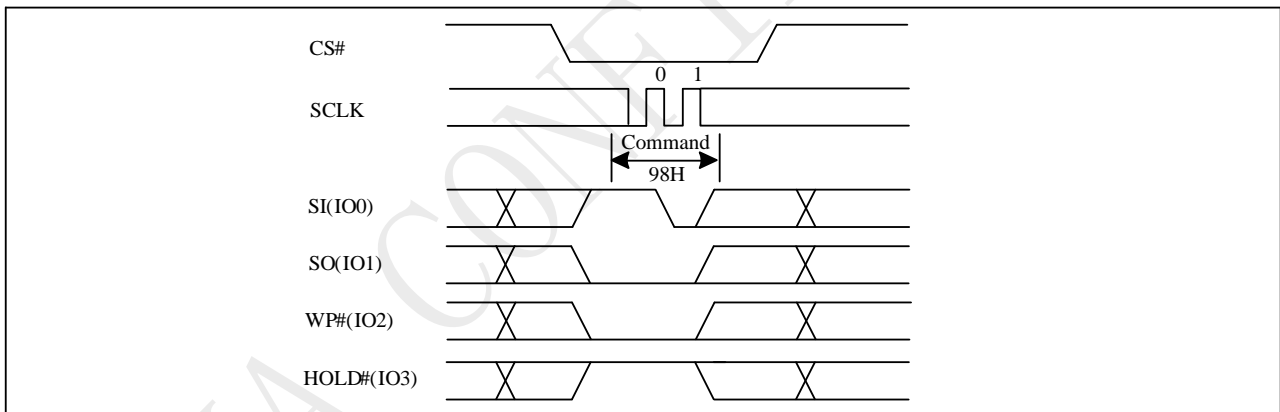 CS#
0 1
SCLK
Command
98H
SI(IO0)
SO(IO1)
WP#(IO2)
HOLD#(IO3)